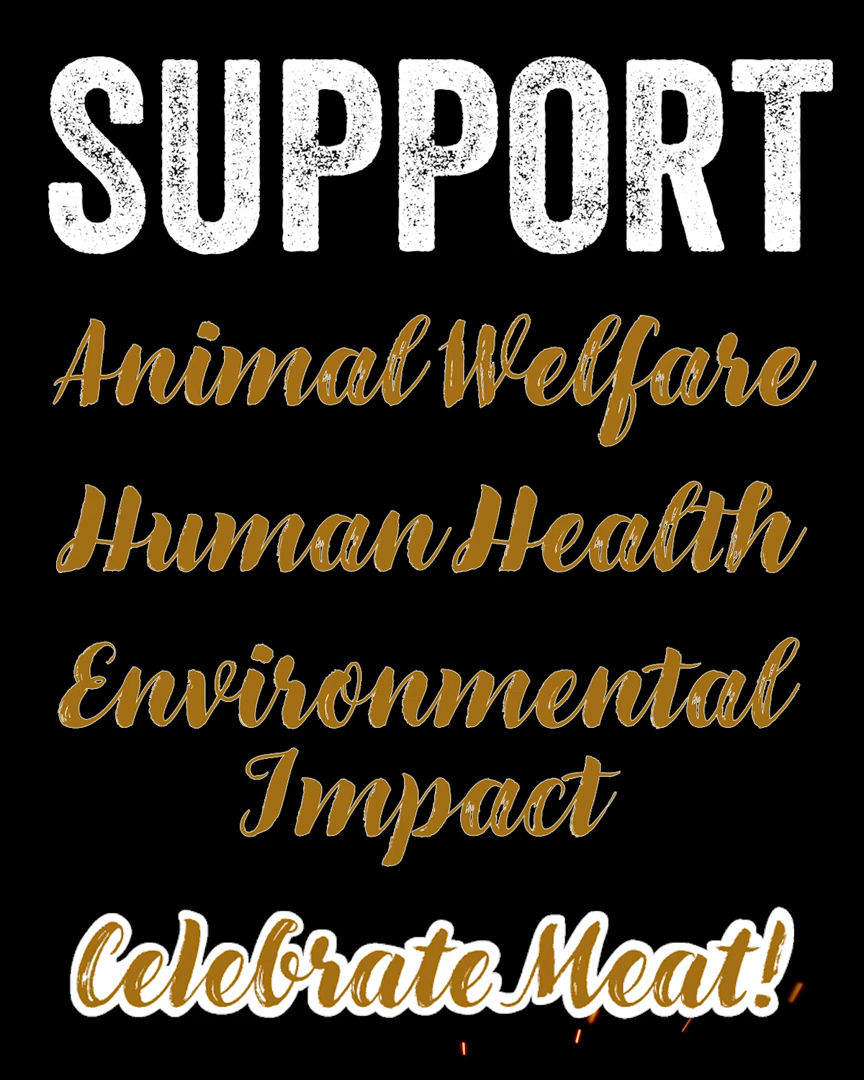 SUPPORT
Animal Welfare
Human Health
Environmental
Impact
Celebrate Meat!